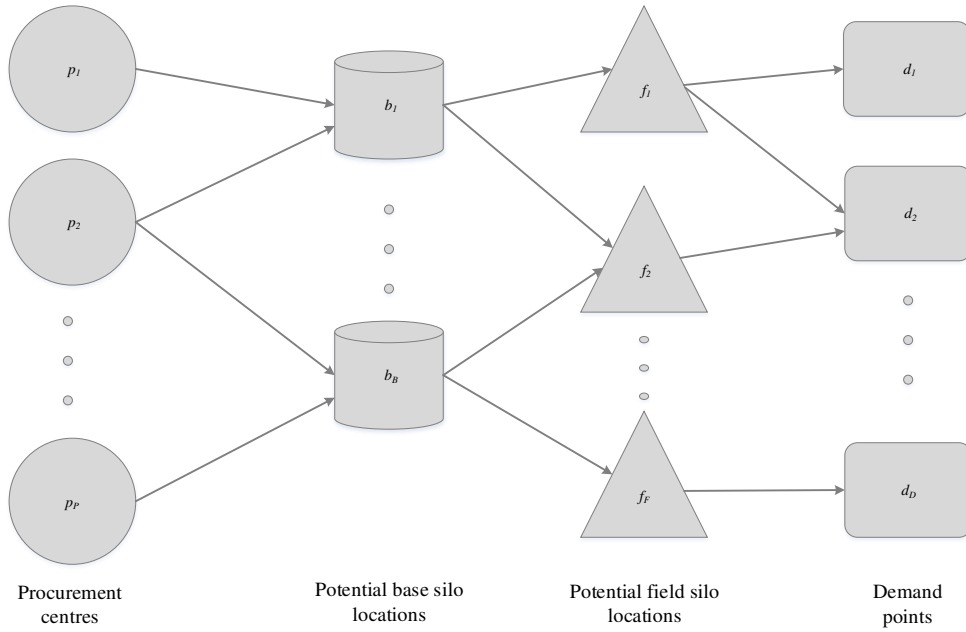 p1
b1
f1
d1
p2
f2
d2
bB
pP
fF
dD
Procurement
centres
Potential base silo
locations
Potential field silo
locations
Demand
points